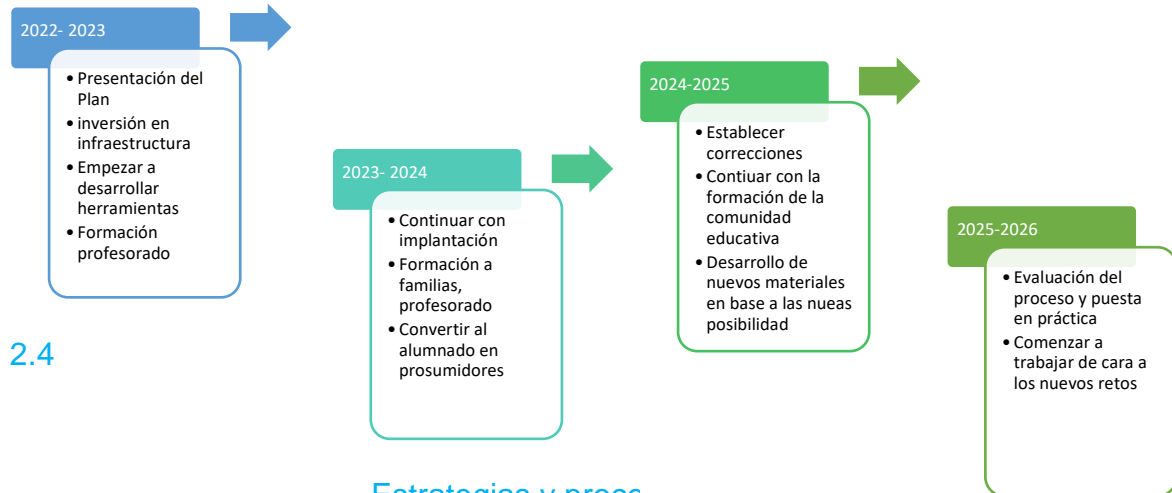 2022- 2023
• Presentación del
Plan
• inversión en
infraestructura
• Empezar a
desarrollar
herramientas
• Formación
profesorado
2023- 2024
• Continuar con
implantación
• Formación a
familias,
profesorado
• Convertir al
alumnado en
prosumidores
2024-2025
• Establecer
correcciones
• Contiuar con la
formación de la
comunidad
educativa
• Desarrollo de
nuevos materiales
en base a las nueas
posibilidad
2025-2026
• Evaluación del
proceso y puesta
en práctica
• Comenzar a
trabajar de cara a
los nuevos retos
2.4
Estrategias y